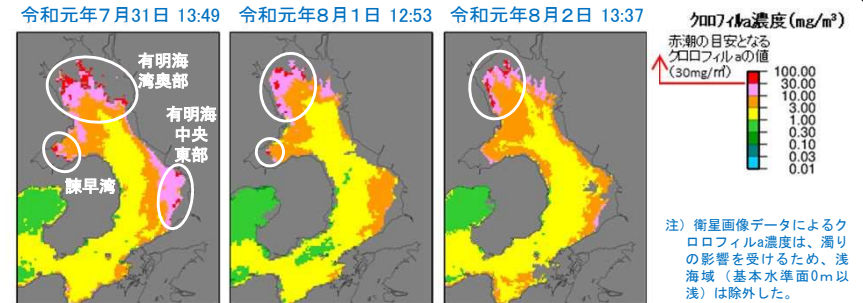 令和元年7月31日 13:49
令和元年8月1日 12:53
令和元年8月2日 13:37
有明海
湾奥部
有明海
中央
東部
諫早湾
クロロフィルa濃度(mg/m³)
赤潮の目安となる
クロロフィルaの値
(30mg/㎥)
100.00
30.00
10.00
3.00
1.00
0.30
0.10
0.03
0.01
注）衛星画像データによるク
ロロフィルa濃度は、濁り
の影響を受けるため、浅
海域（基本水準面0m以
浅）は除外した。